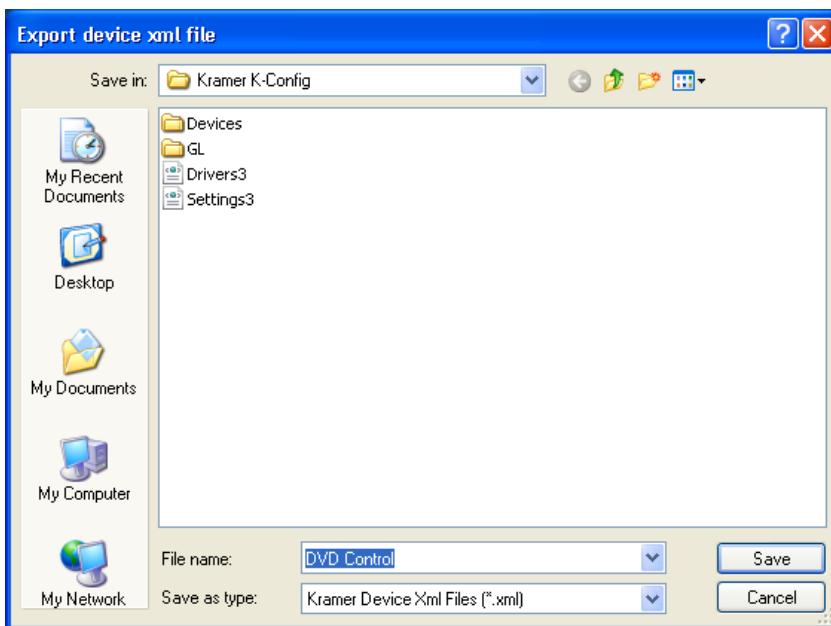 Export device xml file
Save in: Kramer K-Config
Devices
GL
Drivers3
Settings3
My Recent
Documents
Desktop
My Documents
My Computer
My Network
File name: DVD Control Save
Save as type: Kramer Device Xml Files (*.xml) Cancel